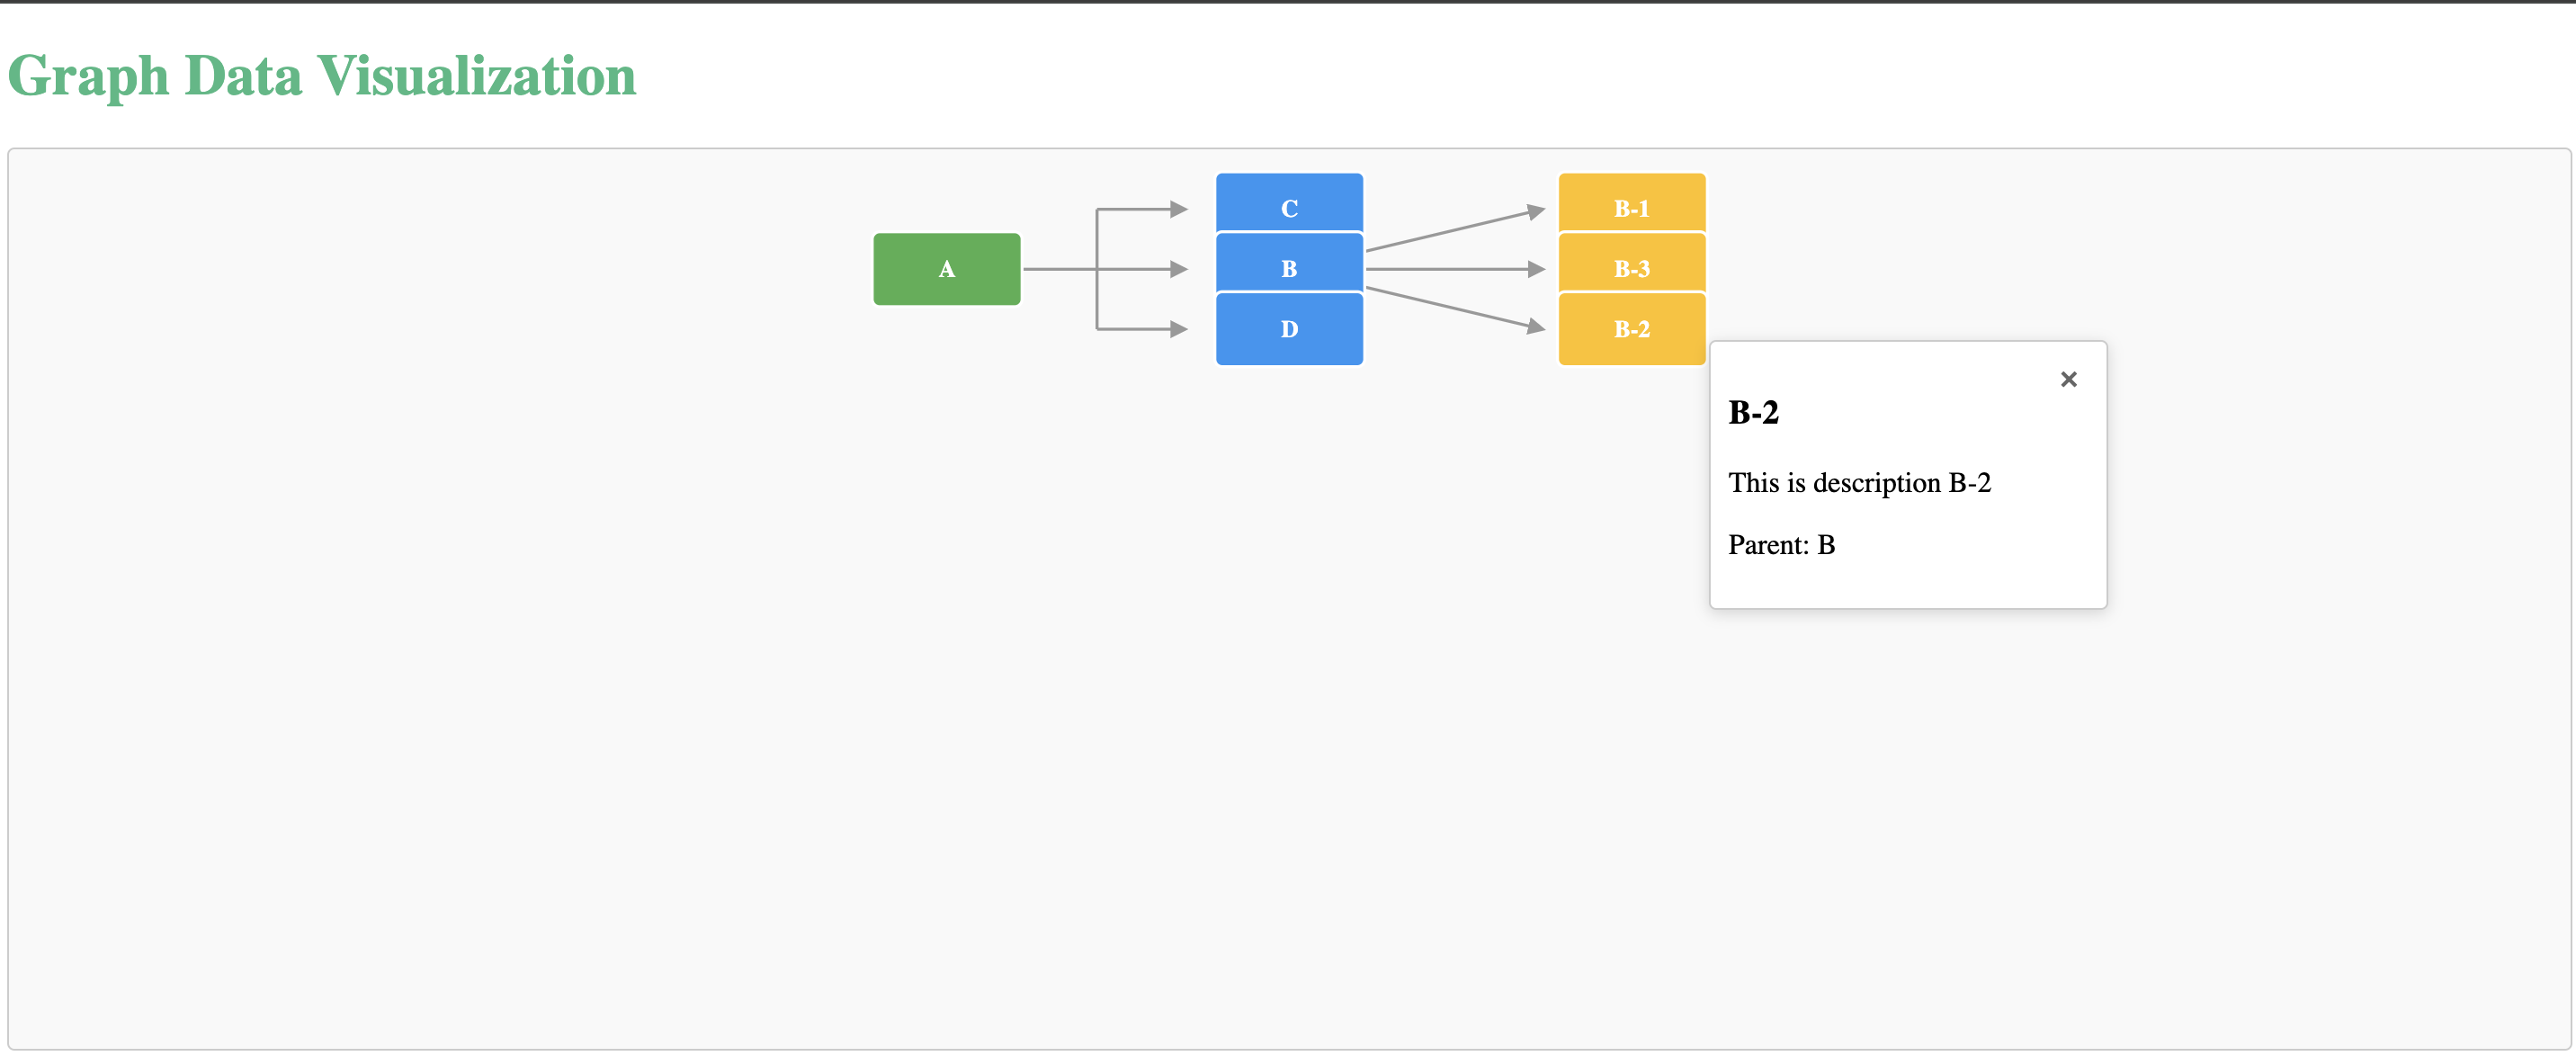 Graph Data Visualization
A
C
B
D
B-1
B-3
B-2
×
B-2
This is description B-2
Parent: B